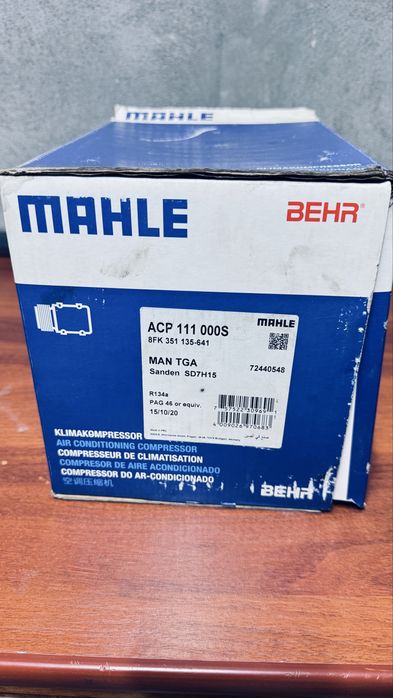 MAHLE
KLIMAKOMPRESSOR
MAHLE
BEHR®
ACP 111 000S
MAHLE
8FK 351 135-641
MAN TGA
72440548
Sanden SD7H15
R134a
PAG 46 or equiv.
15/10/20
KLIMAKOMPRESSOR
AIR CONDITIONING COMPRESSOR
COMPRESSEUR DE CLIMATISATION
COMPRESOR DE AIRE ACONDICIONADO
COMPRESSOR DO AR-CONDICIONADO
空调压缩机
BEHR